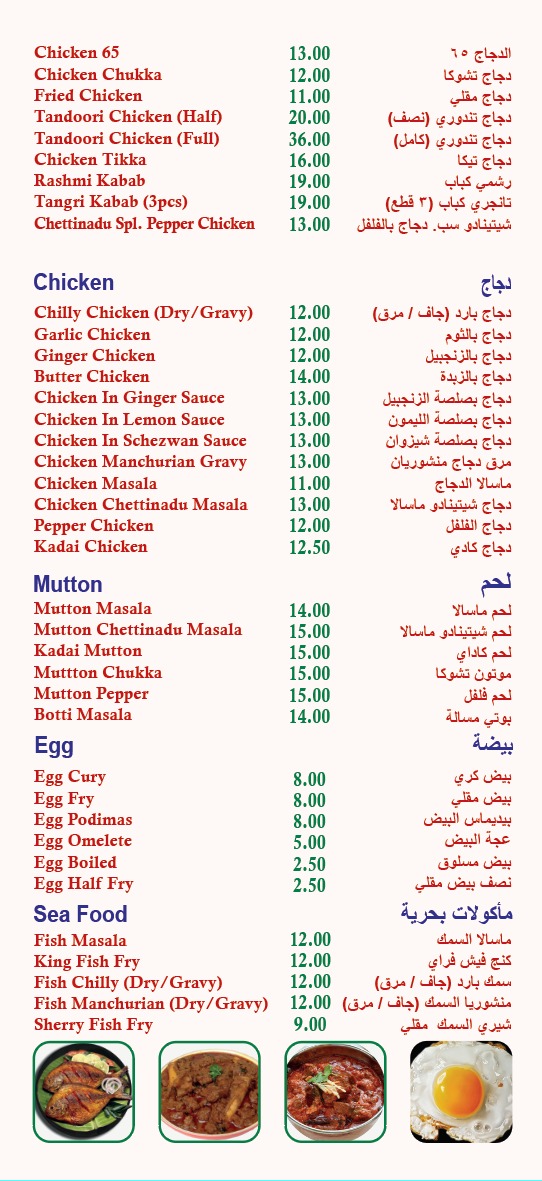 Chicken 65 13.00 الدجاج ٦٥
Chicken Chukka 12.00 دجاج تشوكا
Fried Chicken 11.00 دجاج مقلي
Tandoori Chicken (Half) 20.00 دجاج تندوري (نصف)
Tandoori Chicken (Full) 36.00 دجاج تندوري (كامل)
Chicken Tikka 16.00 دجاج تيكا
Rashmi Kabab 19.00 رشمي كباب
Tangri Kabab (3pcs) 19.00 تانجري كباب (٣ قطع)
Chettinadu Spl. Pepper Chicken 13.00 شيتينادو سب. دجاج بالفلفل
Chicken دجاج
Chilly Chicken (Dry/Gravy) 12.00 دجاج بارد (جاف / مرق)
Garlic Chicken 12.00 دجاج بالثوم
Ginger Chicken 12.00 دجاج بالزنجبيل
Butter Chicken 14.00 دجاج بالزبدة
Chicken In Ginger Sauce 13.00 دجاج بصلصة الزنجبيل
Chicken In Lemon Sauce 13.00 دجاج بصلصة الليمون
Chicken In Schezwan Sauce 13.00 دجاج بصلصة شيزوان
Chicken Manchurian Gravy 13.00 مرق دجاج منشوريان
Chicken Masala 11.00 ماسالا الدجاج
Chicken Chettinadu Masala 13.00 دجاج شيتينادو ماسالا
Pepper Chicken 12.00 دجاج الفلفل
Kadai Chicken 12.50 دجاج كادي
Mutton لحم
Mutton Masala 14.00 لحم ماسالا
Mutton Chettinadu Masala 15.00 لحم شيتينادو ماسالا
Kadai Mutton 15.00 لحم كاداي
Muttton Chukka 15.00 موتون تشوكا
Mutton Pepper 15.00 لحم فلفل
Botti Masala 14.00 بوتي مسالة
Egg بيضة
Egg Cury 8.00 بيض كري
Egg Fry 8.00 بيض مقلي
Egg Podimas 8.00 بيديماس البيض
Egg Omelete 5.00 عجة البيض
Egg Boiled 2.50 بيض مسلوق
Egg Half Fry 2.50 نصف بيض مقلي
Sea Food مأكولات بحرية
Fish Masala 12.00 ماسالا السمك
King Fish Fry 12.00 كنج فيش فراي
Fish Chilly (Dry/Gravy) 12.00 سمك بارد (جاف / مرق)
Fish Manchurian (Dry/Gravy) 12.00 منشوريا السمك (جاف / مرق)
Sherry Fish Fry 9.00 شيري السمك مقلي